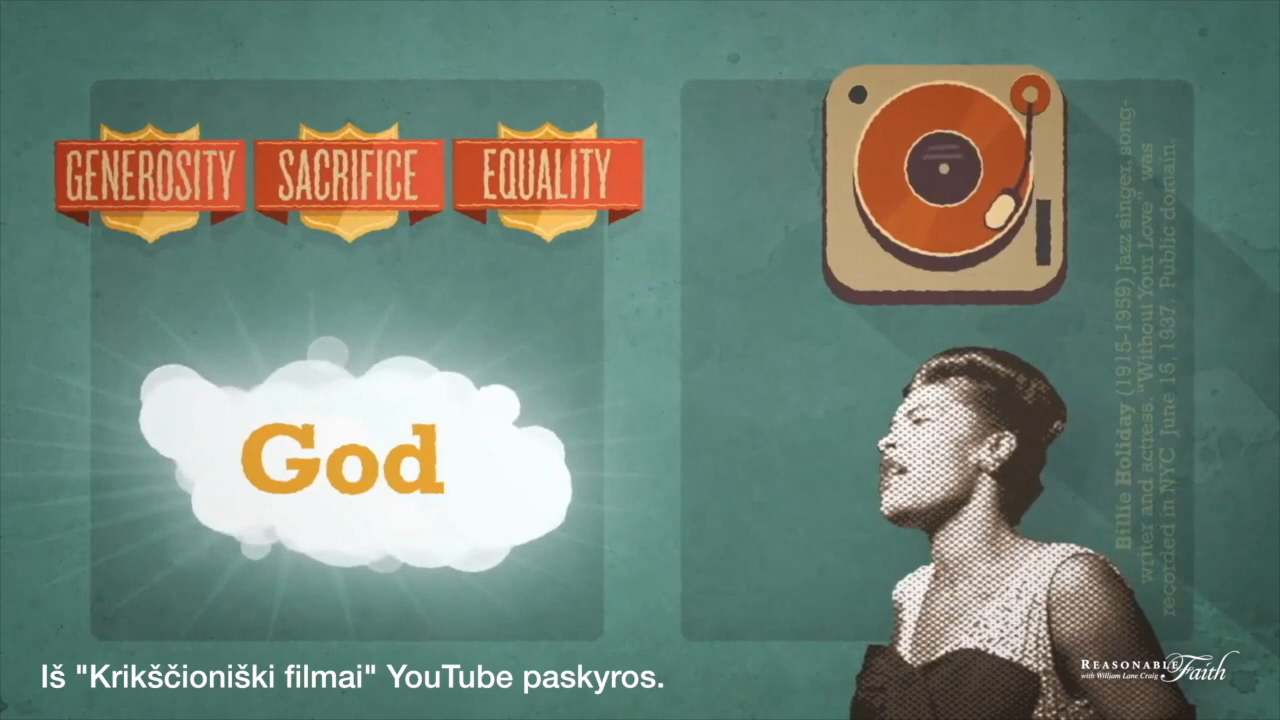 GENEROSITY
SACRIFICE
EQUALITY
God
Billie Holiday (1915-1959) Jazz singer, song-
writer and actress. "Without Your Love" was
recorded in NYC June 15, 1937. Public domain.
Iš "Krikščioniški filmai" YouTube paskyros.
REASONABLE Faith
with William Lane Craig